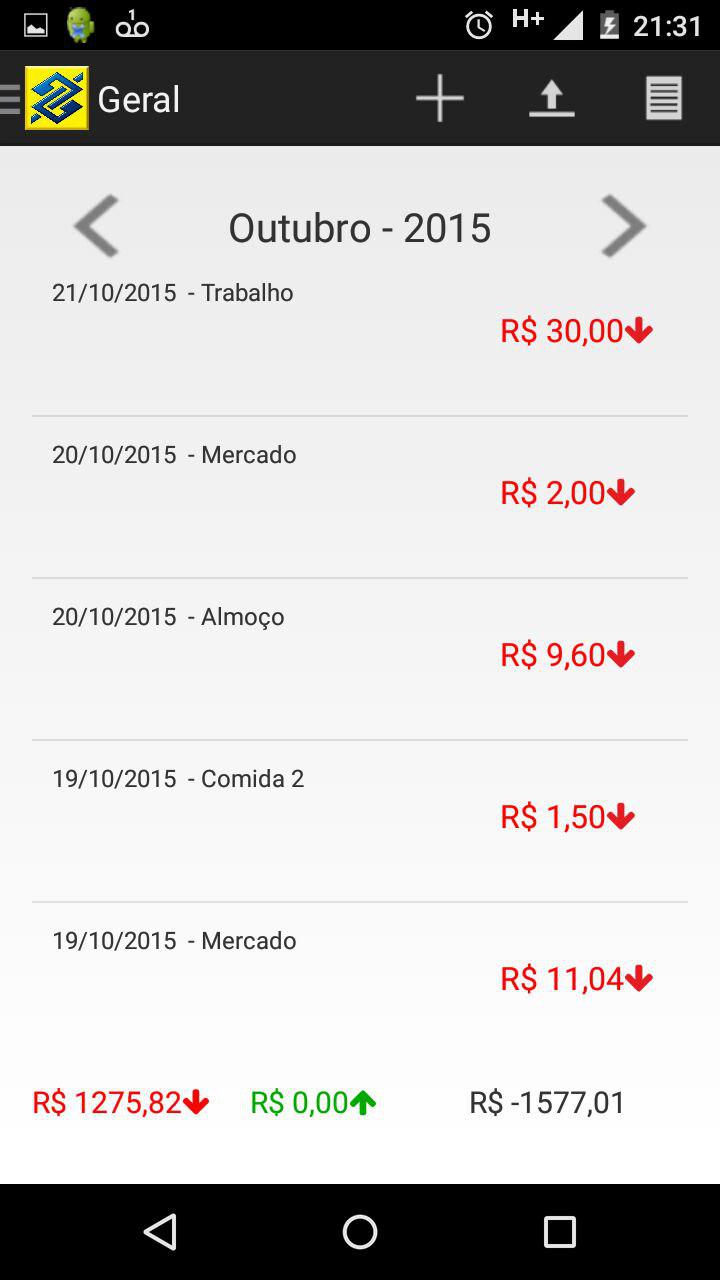 H+ 21:31
Geral
Outubro - 2015
21/10/2015 - Trabalho
R$ 30,00
20/10/2015 - Mercado
R$ 2,00
20/10/2015 - Almoço
R$ 9,60
19/10/2015 - Comida 2
R$ 1,50
19/10/2015 - Mercado
R$ 11,04
R$ 1275,82 R$ 0,00 R$ -1577,01